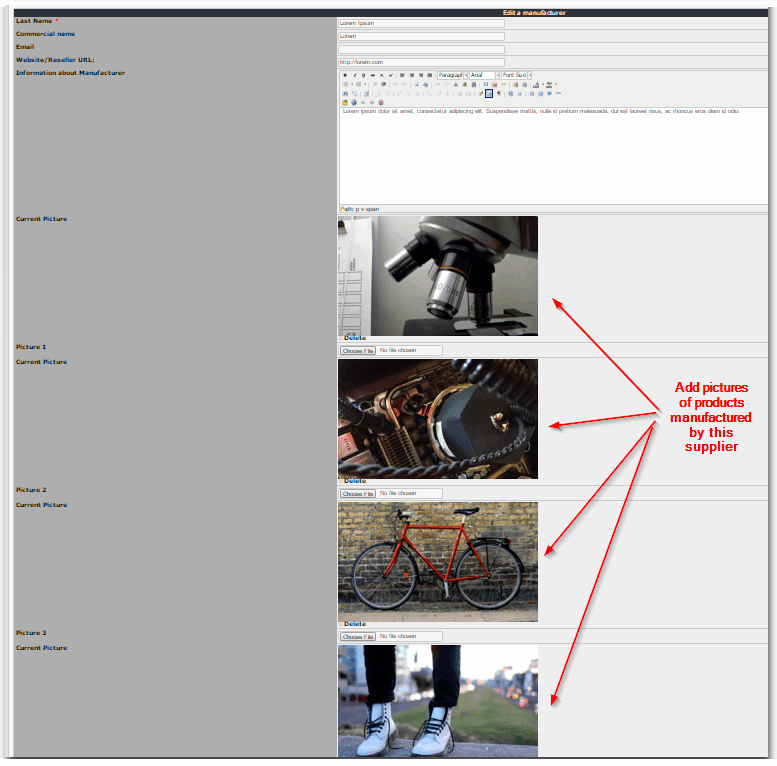 Edit a manufacturer
Last Name *
Lorem Ipsum
Commercial name
Lorem
Email
Website/Reseller URL:
http://lorem.com
Information about Manufacturer
Paragraph Arial Font Size
Lorem ipsum dolor sit amet, consectetur adipiscing elit. Suspendisse mattis, nulla id pretium malesuada, dui est laoreet risus, ac rhoncus eros diam id odio.
Path: p » span
Current Picture
Delete
Picture 1
Choose File No file chosen
Current Picture
Delete
Picture 2
Choose File No file chosen
Current Picture
Delete
Picture 3
Choose File No file chosen
Current Picture
Add pictures
of products
manufactured
by this
supplier